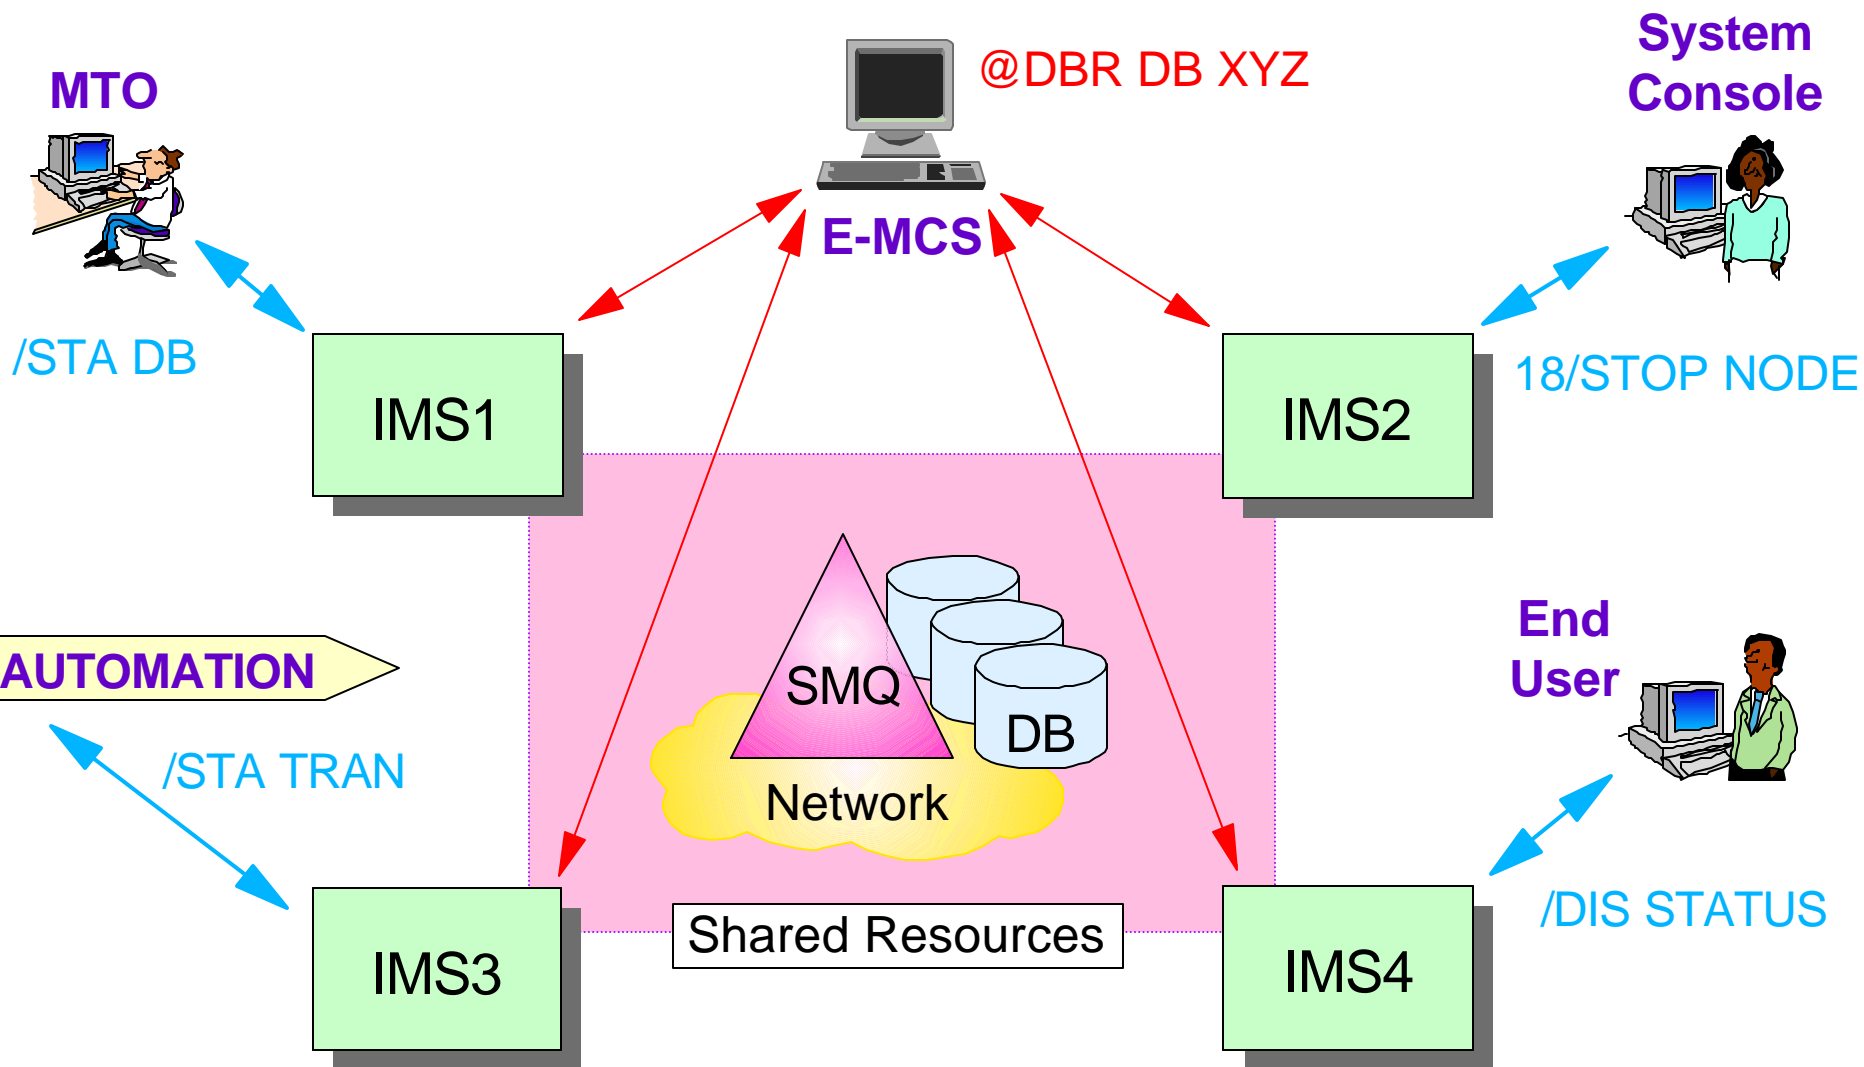 System
Console
@DBR DB XYZ
MTO
E-MCS
/STA DB
18/STOP NODE
IMS1
IMS2
End
User
AUTOMATION
SMQ
DB
/STA TRAN
Network
/DIS STATUS
Shared Resources
IMS3
IMS4